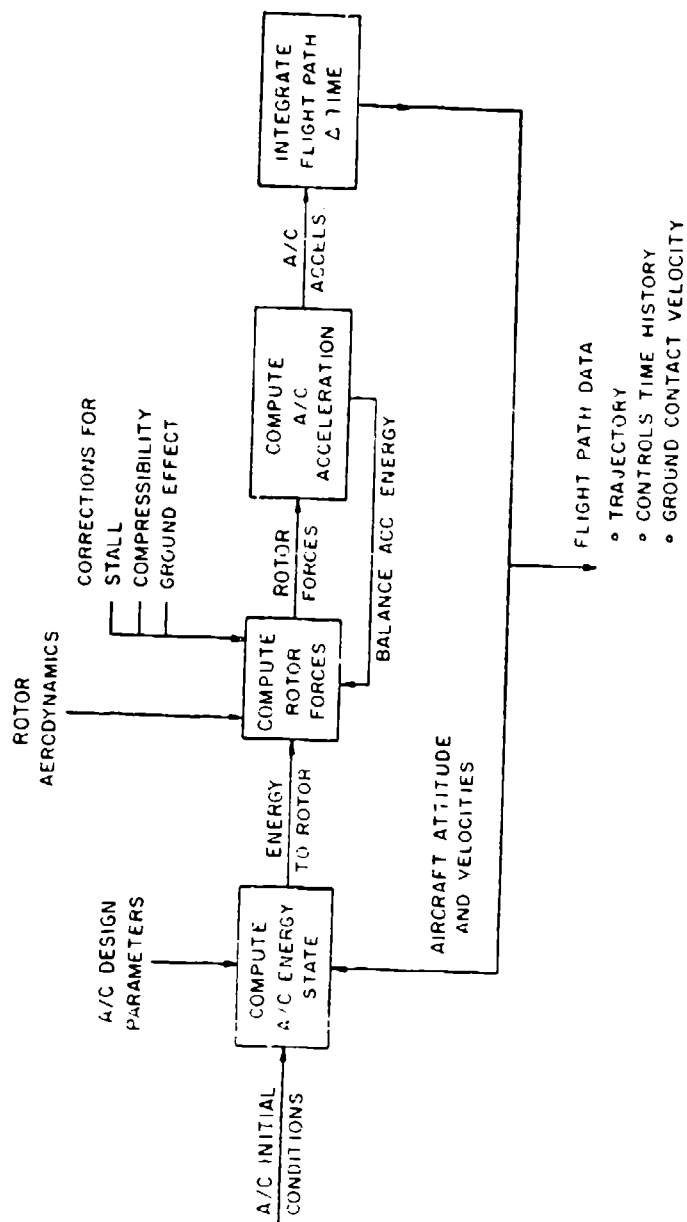 A/C INITIAL
CONDITIONS
A/C DESIGN
PARAMETERS
COMPUTE
A/C ENERGY
STATE
ENERGY
TO ROTOR
ROTOR
AERODYNAMICS
CORRECTIONS FOR
STALL
COMPRESSIBILITY
GROUND EFFECT
COMPUTE
ROTOR
FORCES
ROTOR
FORCES
BALANCE ACC ENERGY
COMPUTE
A/C
ACCELERATION
A/C
ACCELS.
INTEGRATE
FLIGHT PATH
Δ TIME
AIRCRAFT ATTITUDE
AND VELOCITIES
FLIGHT PATH DATA
° TRAJECTORY
° CONTROLS TIME HISTORY
° GROUND CONTACT VELOCITY